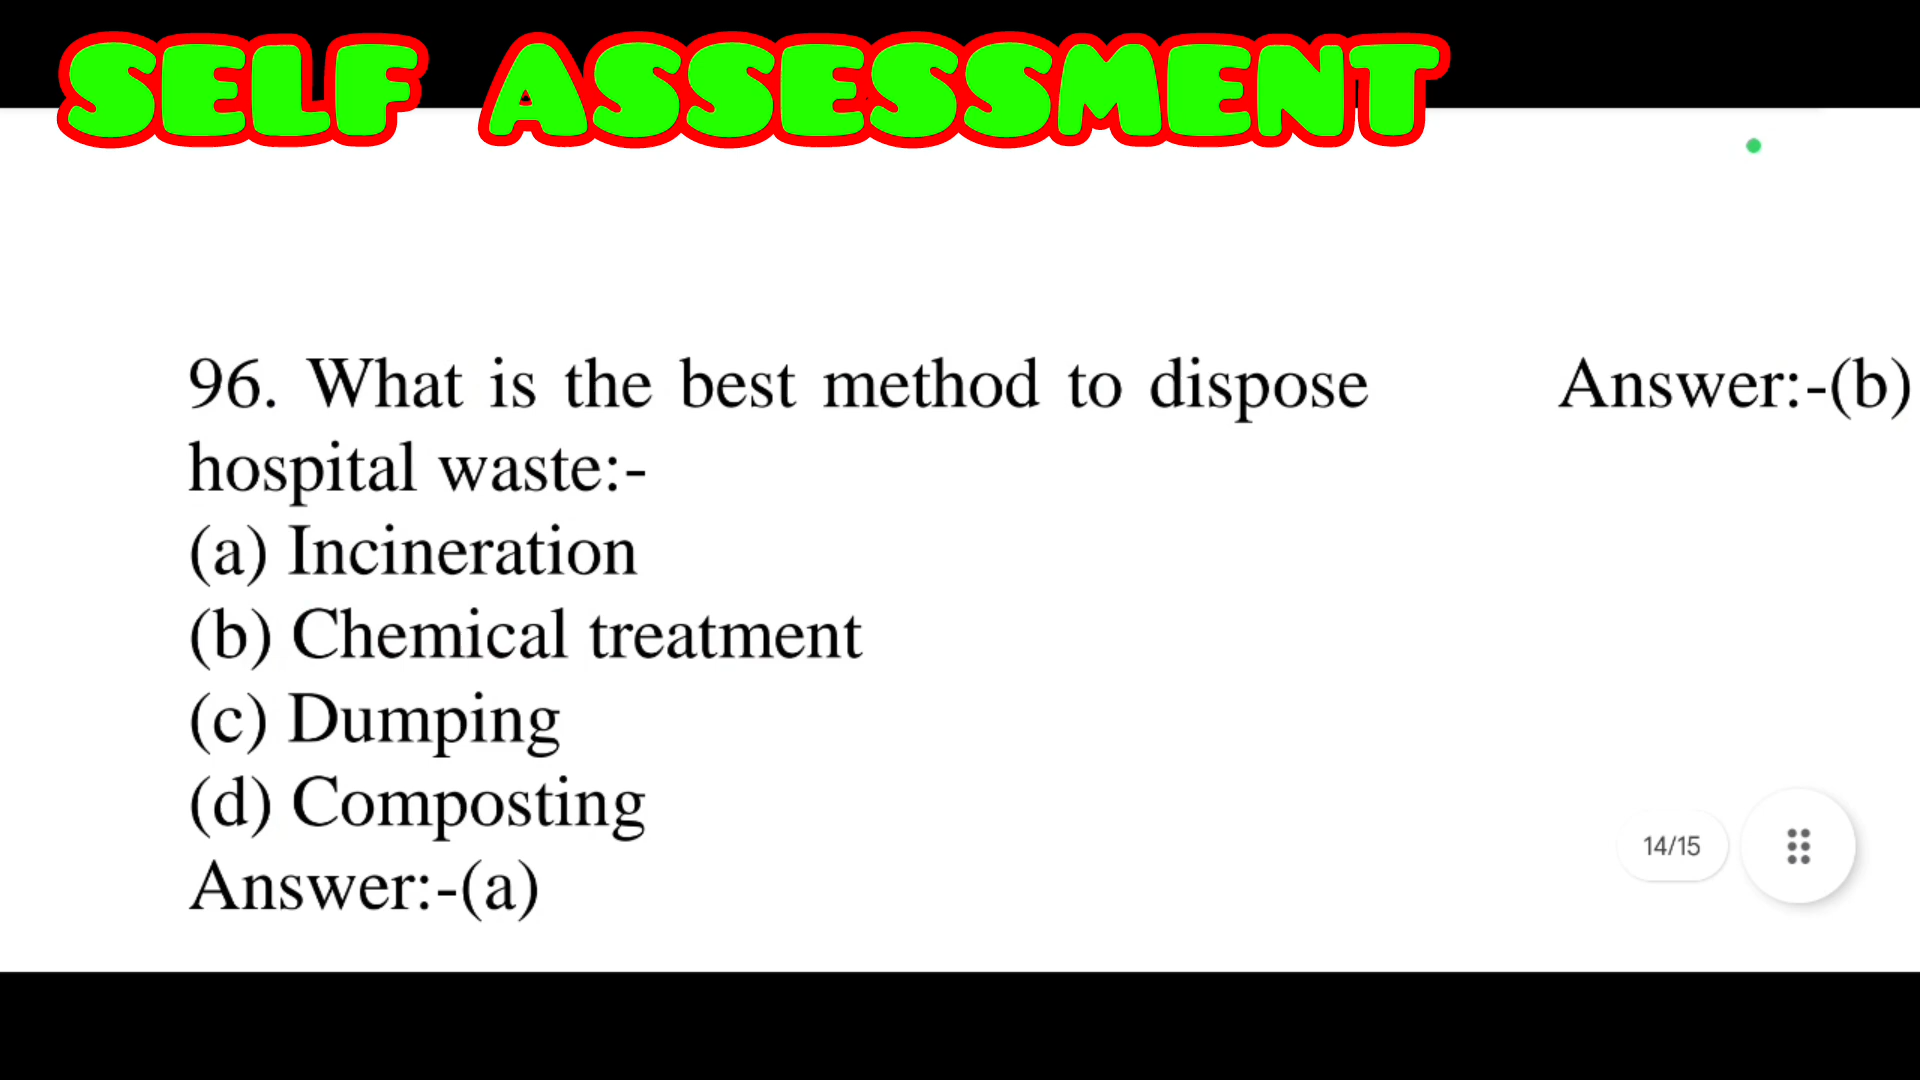 SELF ASSESSMENT
96. What is the best method to dispose
hospital waste:-
(a) Incineration
(b) Chemical treatment
(c) Dumping
(d) Composting
Answer:-(a)
Answer:-(b)
14/15